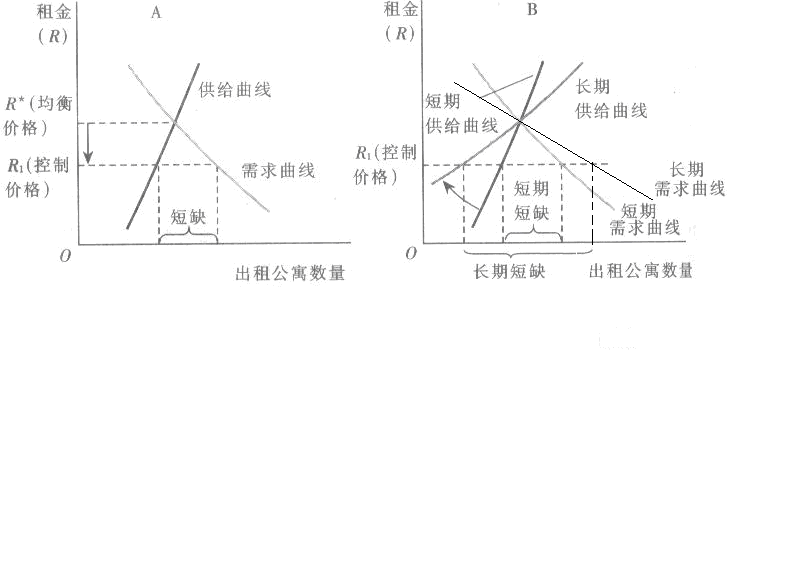 租金
(R)
A
供给曲线
R*(均衡
价格)
R₁(控制
价格)
需求曲线
短缺
O
出租公寓数量
租金
(R)
B
长期
供给曲线
短期
供给曲线
R₁(控制
价格)
长期
需求曲线
短期
短缺
短期
需求曲线
O
长期短缺
出租公寓数量